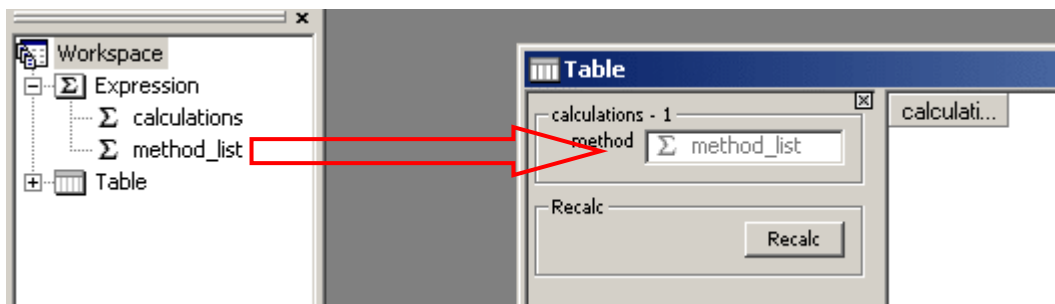 Workspace
Expression
calculations
method_list
Table
Table
calculations - 1
method
method_list
Recalc
Recalc
calculati...